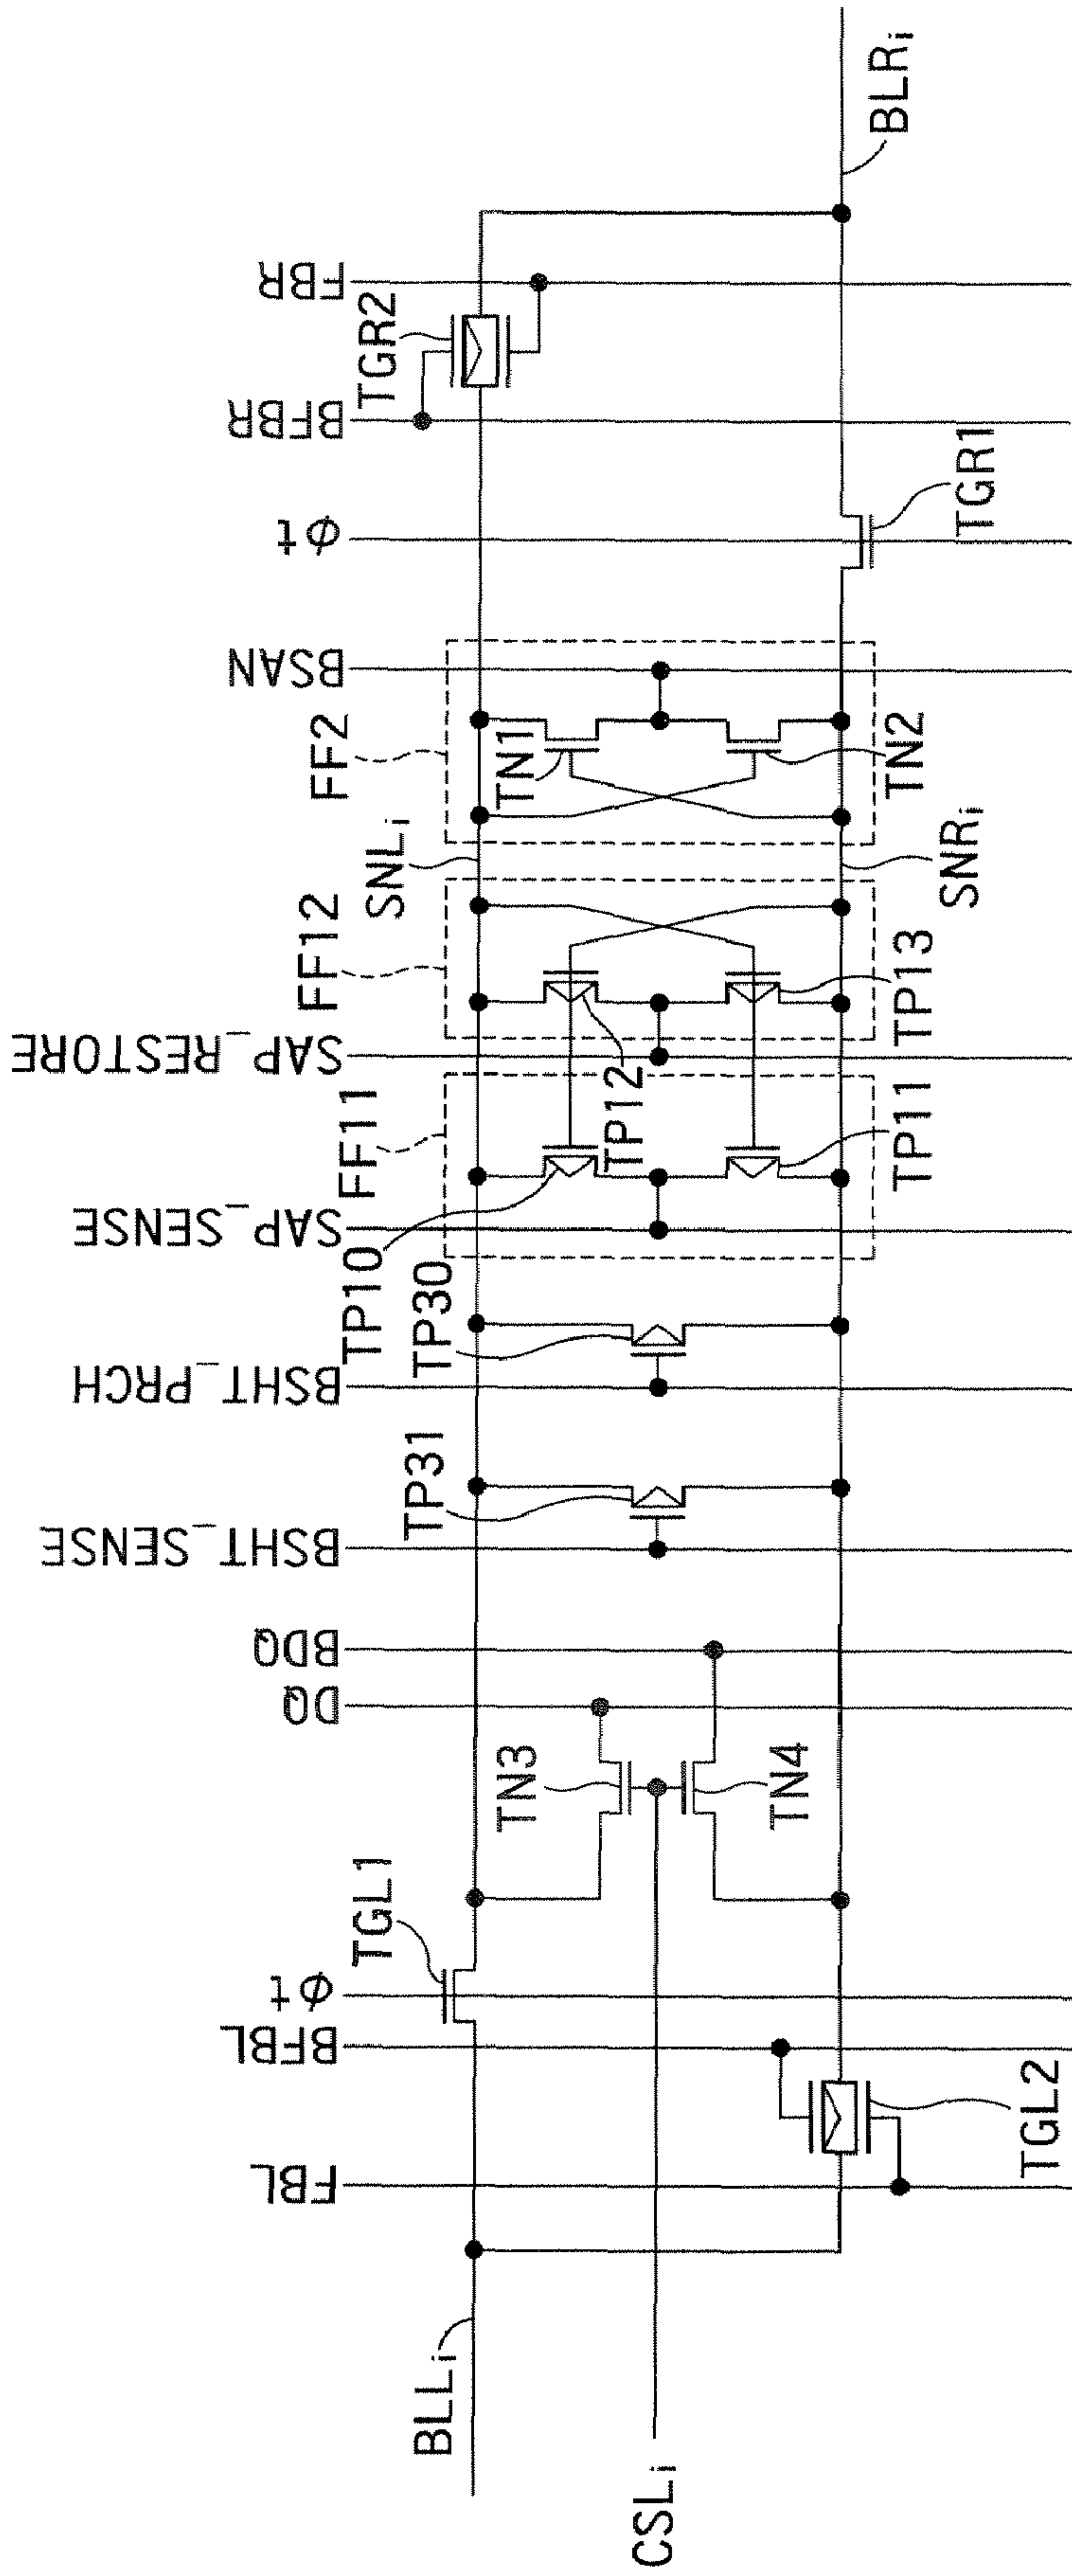 FBL
BFBL
φt
DQ
BDQ
BSHT_SENSE
BSHT_PRCH
SAP_SENSE
SAP_RESTORE
BSAN
φt
BFBR
FBR
FF11
FF12
FF2
TGL1
TP31
TP30
TP10
SNLi
TGR2
BLLi
TN3
TP12
TN1
CSLi
TN4
TGL2
TP11
TP13
SNRi
TN2
TGR1
BLRi